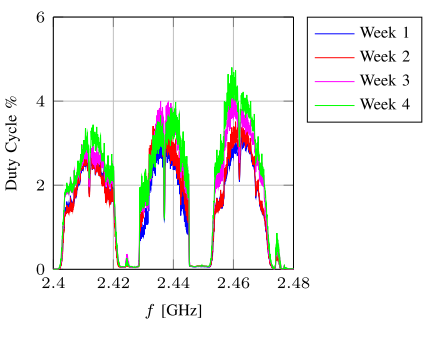 6
4
2
0
Duty Cycle %
2.4
2.42
2.44
2.46
2.48
f [GHz]
Week 1
Week 2
Week 3
Week 4